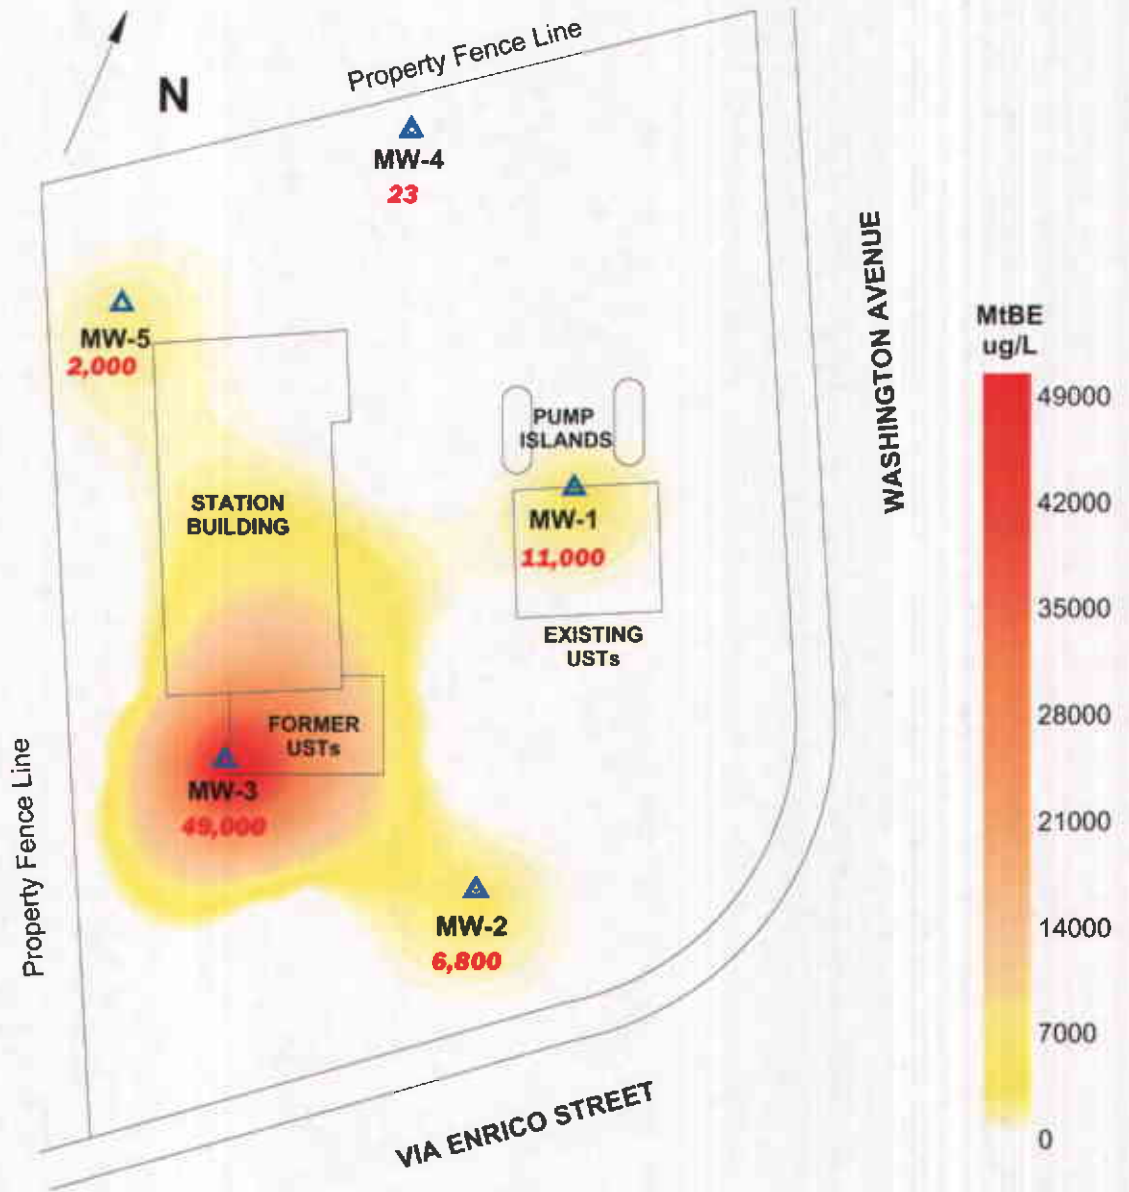 Property Fence Line
N
MW-4
23
MW-5
2,000
WASHINGTON AVENUE
MtBE
ug/L
49000
42000
35000
28000
21000
14000
7000
0
PUMP
ISLANDS
STATION
BUILDING
MW-1
11,000
EXISTING
USTs
FORMER
USTs
MW-3
49,000
Property Fence Line
MW-2
6,800
VIA ENRICO STREET